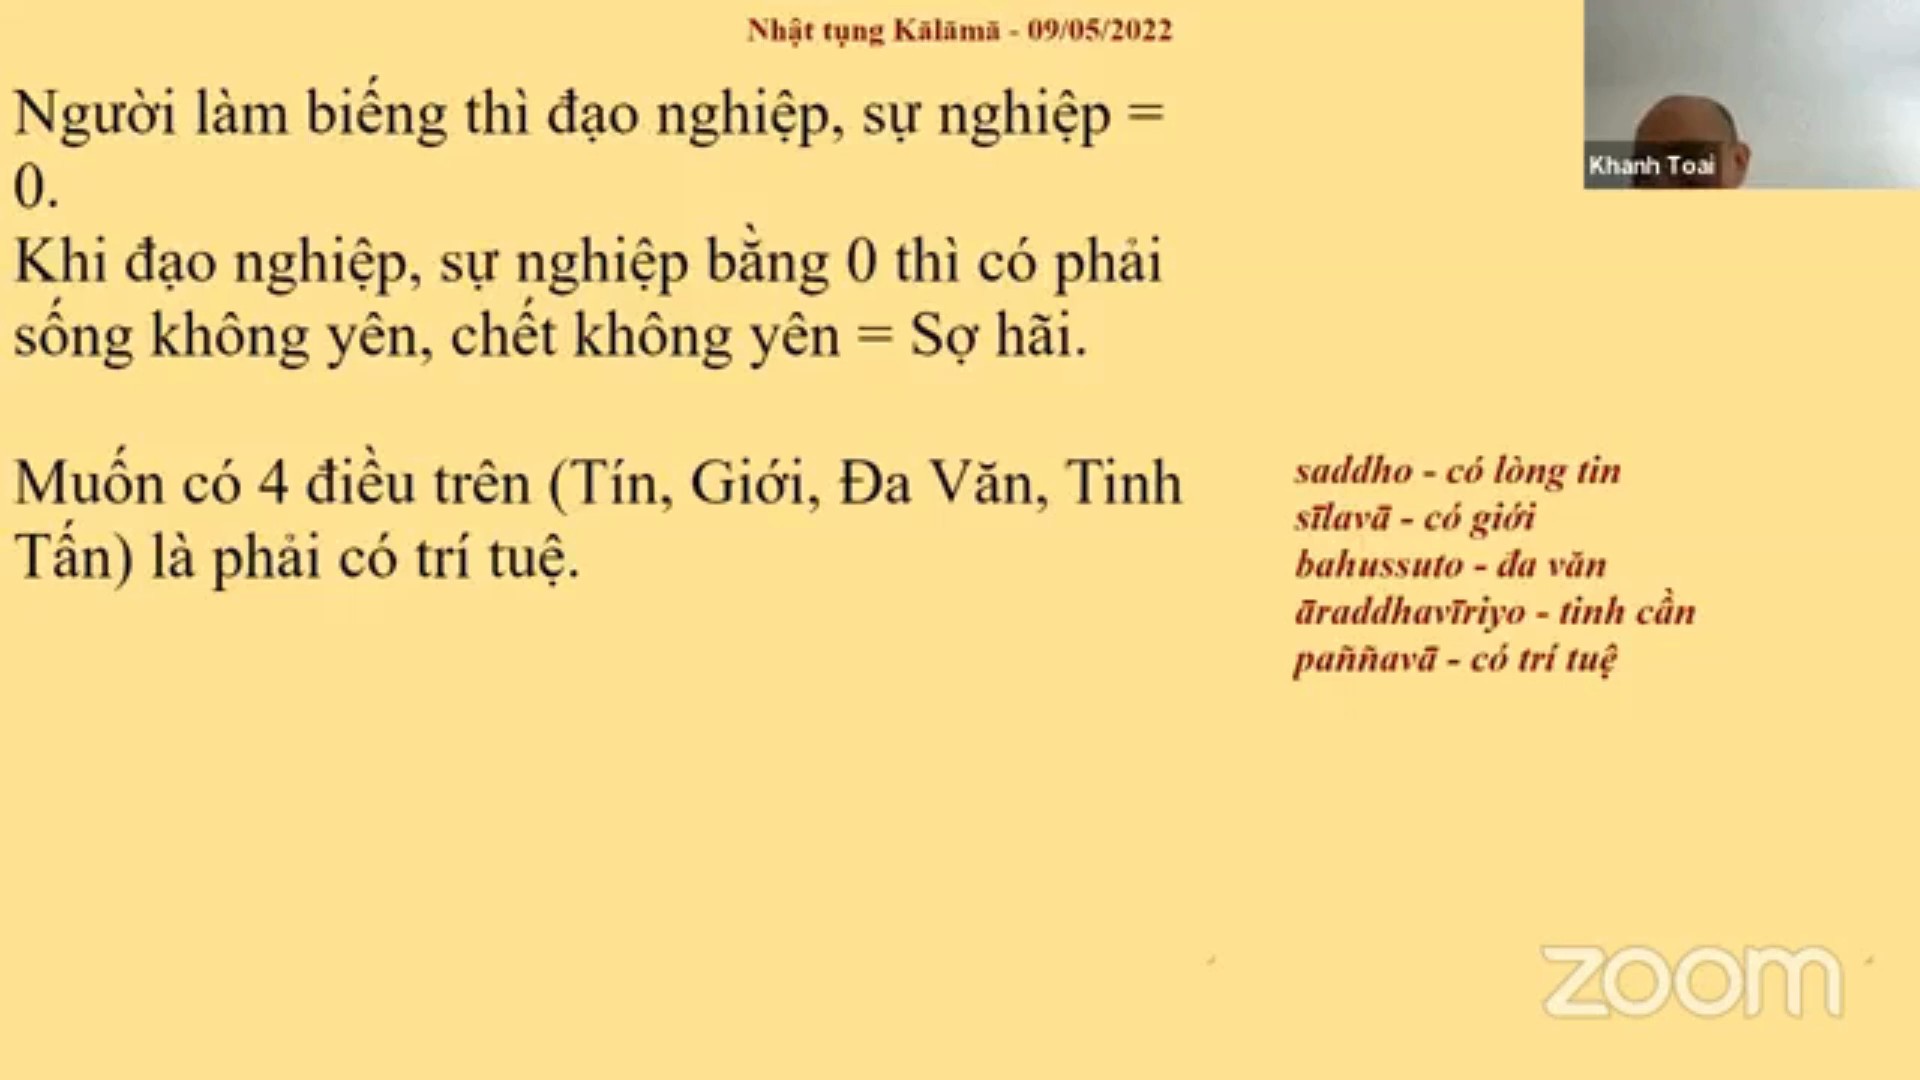 Nhật tụng Kālāmā - 09/05/2022
Người làm biếng thì đạo nghiệp, sự nghiệp =
0.
Khi đạo nghiệp, sự nghiệp bằng 0 thì có phải
sống không yên, chết không yên = Sợ hãi.
Muốn có 4 điều trên (Tín, Giới, Đa Văn, Tinh
Tấn) là phải có trí tuệ.
Khanh Toai
saddho - có lòng tin
sīlavā - có giới
bahussuto - đa văn
āraddhavīriyo - tinh cần
paññavā - có trí tuệ
zoom